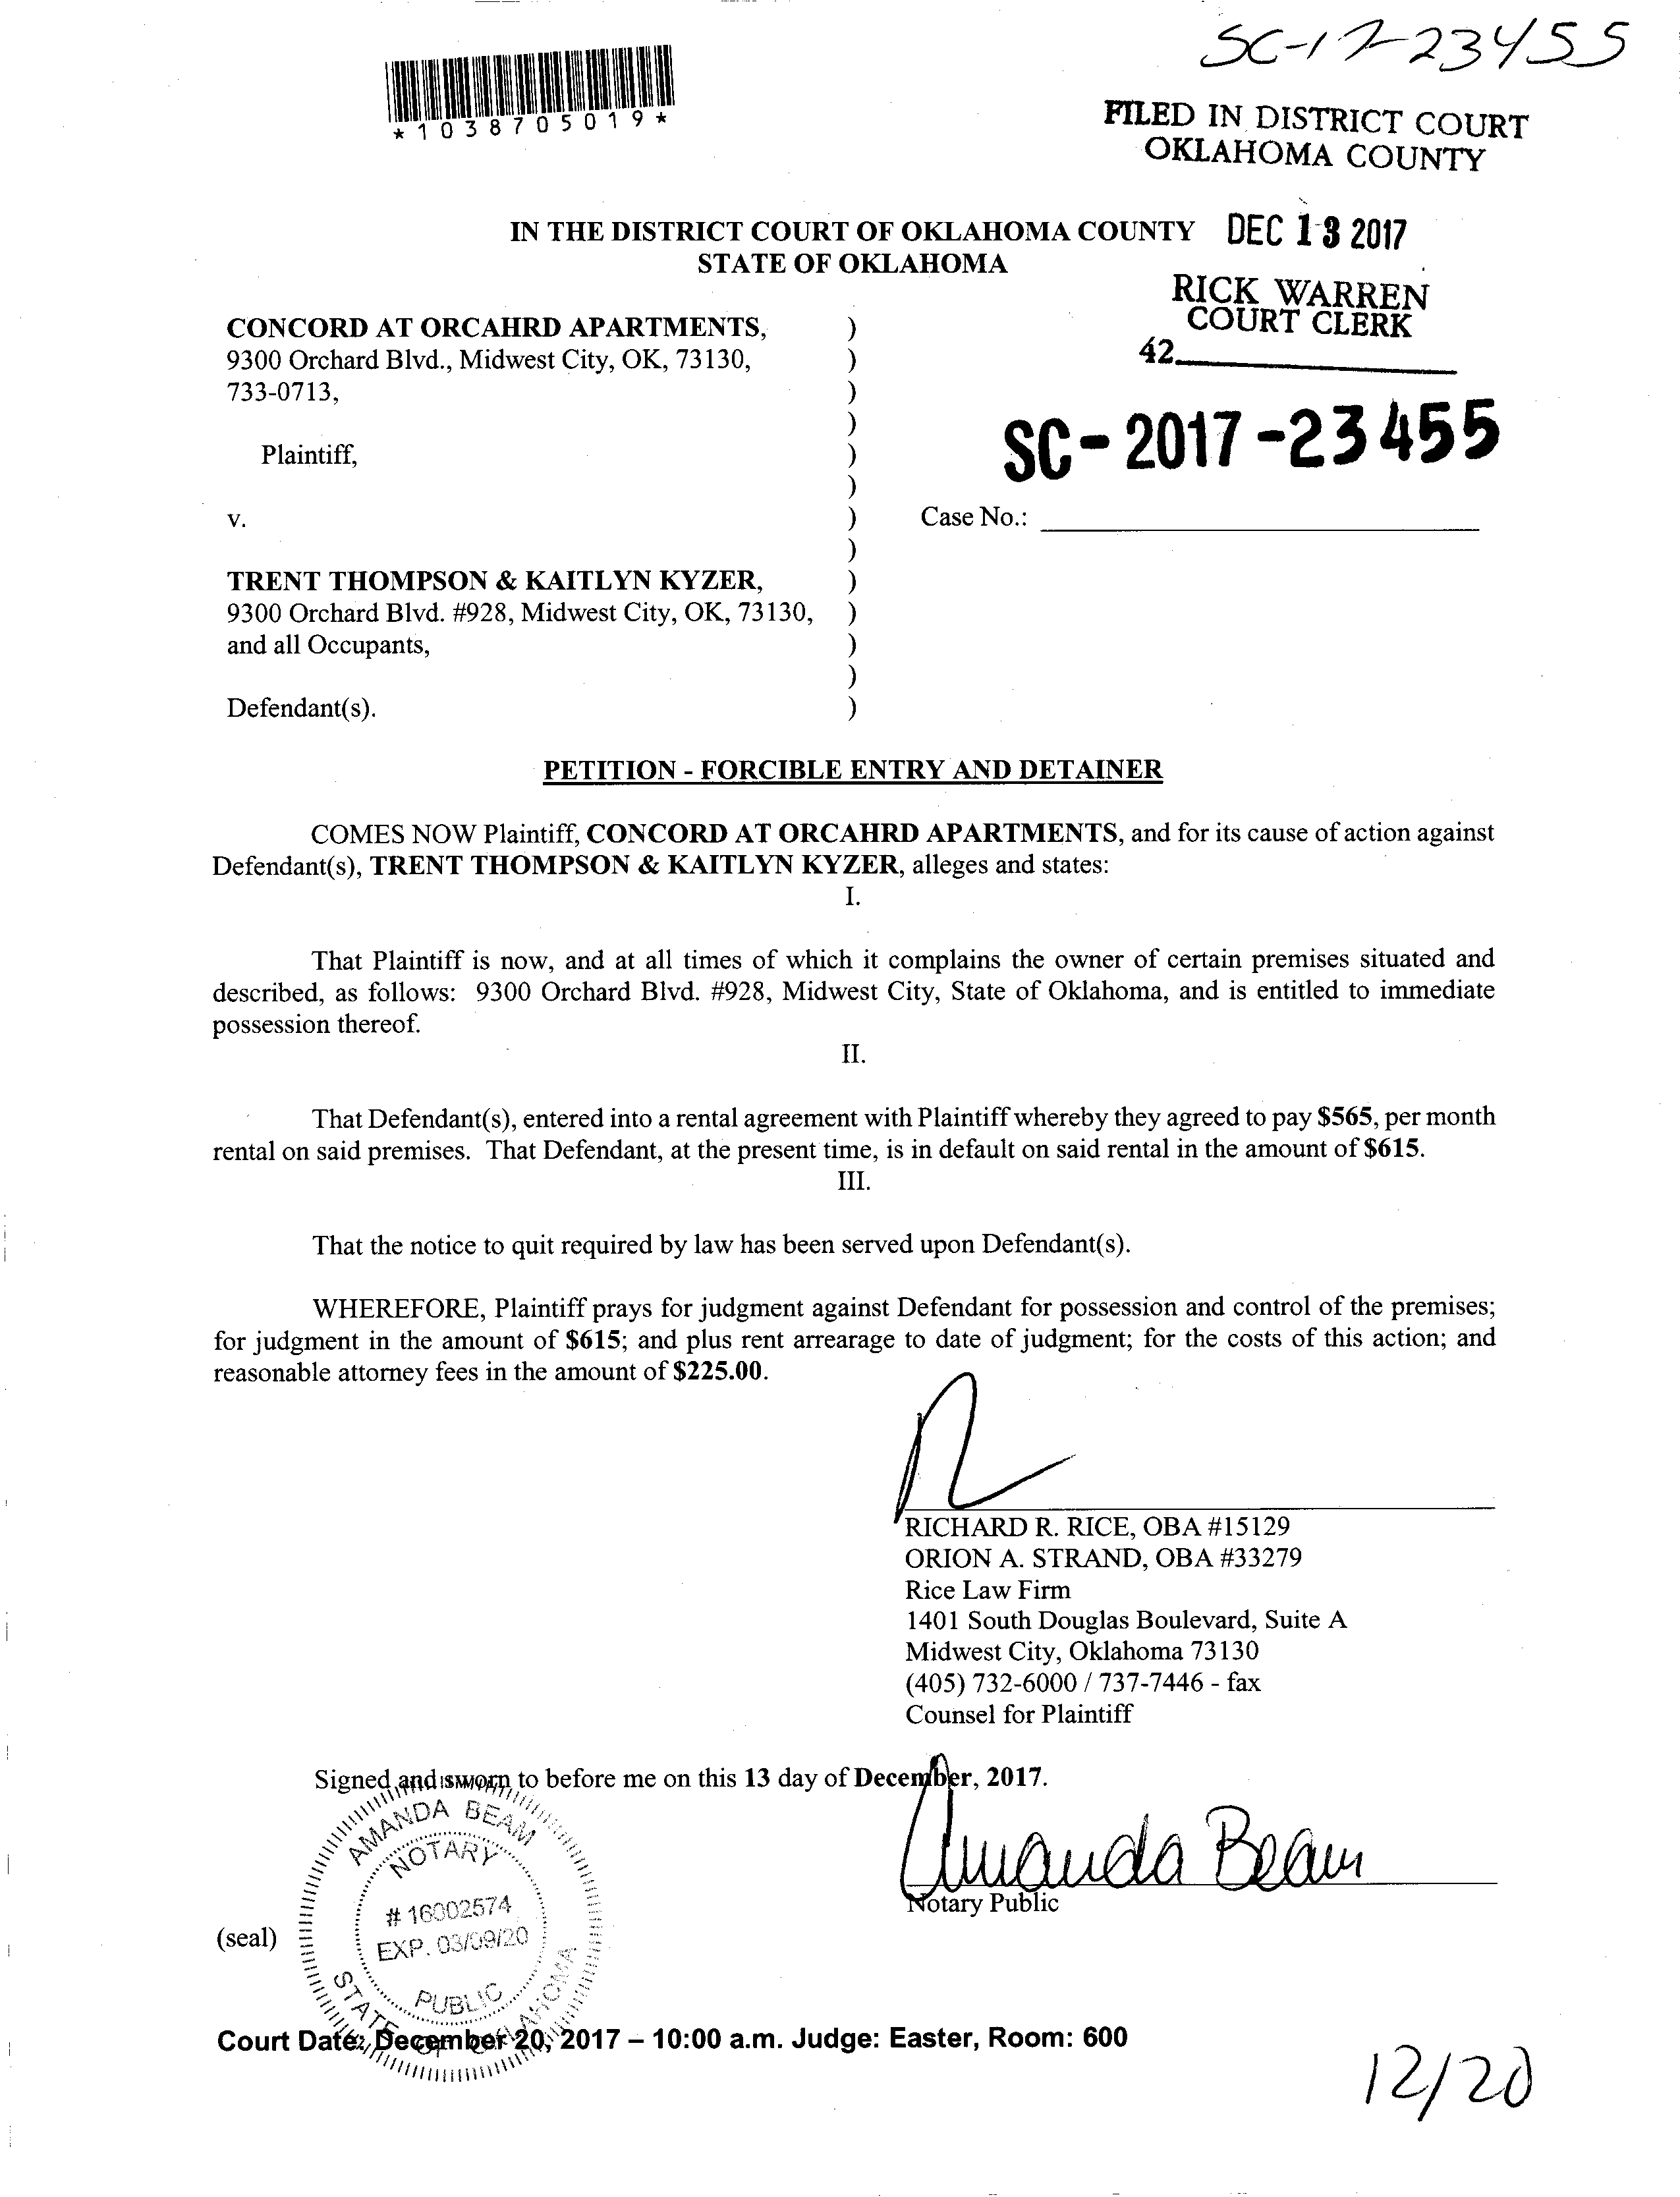 SC-17-23455
*1038705019*
FILED IN DISTRICT COURT
OKLAHOMA COUNTY
IN THE DISTRICT COURT OF OKLAHOMA COUNTY
DEC 13 2017
STATE OF OKLAHOMA
RICK WARREN
COURT CLERK
42
CONCORD AT ORCAHRD APARTMENTS, )
9300 Orchard Blvd., Midwest City, OK, 73130, )
733-0713, )
)
Plaintiff, )
)
SC-2017-23455
v. ) Case No.:
)
TRENT THOMPSON & KAITLYN KYZER, )
9300 Orchard Blvd. #928, Midwest City, OK, 73130, )
and all Occupants, )
)
Defendant(s). )
PETITION - FORCIBLE ENTRY AND DETAINER
COMES NOW Plaintiff, CONCORD AT ORCAHRD APARTMENTS, and for its cause of action against
Defendant(s), TRENT THOMPSON & KAITLYN KYZER, alleges and states:
I.
That Plaintiff is now, and at all times of which it complains the owner of certain premises situated and
described, as follows: 9300 Orchard Blvd. #928, Midwest City, State of Oklahoma, and is entitled to immediate
possession thereof.
II.
That Defendant(s), entered into a rental agreement with Plaintiff whereby they agreed to pay $565, per month
rental on said premises. That Defendant, at the present time, is in default on said rental in the amount of $615.
III.
That the notice to quit required by law has been served upon Defendant(s).
WHEREFORE, Plaintiff prays for judgment against Defendant for possession and control of the premises;
for judgment in the amount of $615; and plus rent arrearage to date of judgment; for the costs of this action; and
reasonable attorney fees in the amount of $225.00.
RICHARD R. RICE, OBA #15129
ORION A. STRAND, OBA #33279
Rice Law Firm
1401 South Douglas Boulevard, Suite A
Midwest City, Oklahoma 73130
(405) 732-6000 / 737-7446 - fax
Counsel for Plaintiff
Signed and sworn to before me on this 13 day of December, 2017.
Amanda Beam
Notary Public
(seal)
AMANDA BEAM
NOTARY
# 16002574
EXP. 03/09/20
PUBLIC
STATE OF OKLAHOMA
Court Date: December 20, 2017 – 10:00 a.m. Judge: Easter, Room: 600
12/20